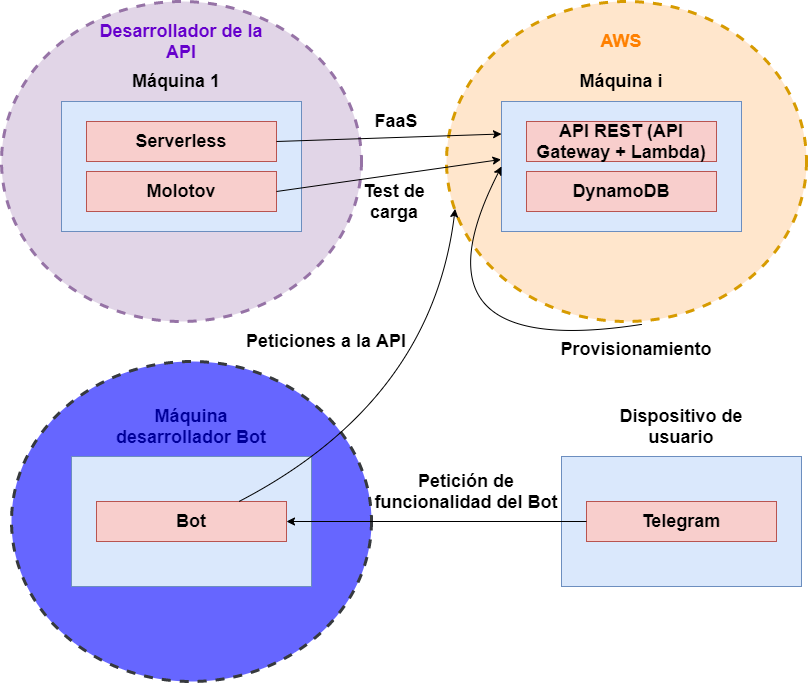 Desarrollador de la
API
Máquina 1
Serverless
Molotov
FaaS
Test de
carga
AWS
Máquina i
API REST (API
Gateway + Lambda)
DynamoDB
Peticiones a la API
Provisionamiento
Máquina
desarrollador Bot
Bot
Petición de
funcionalidad del Bot
Dispositivo de
usuario
Telegram